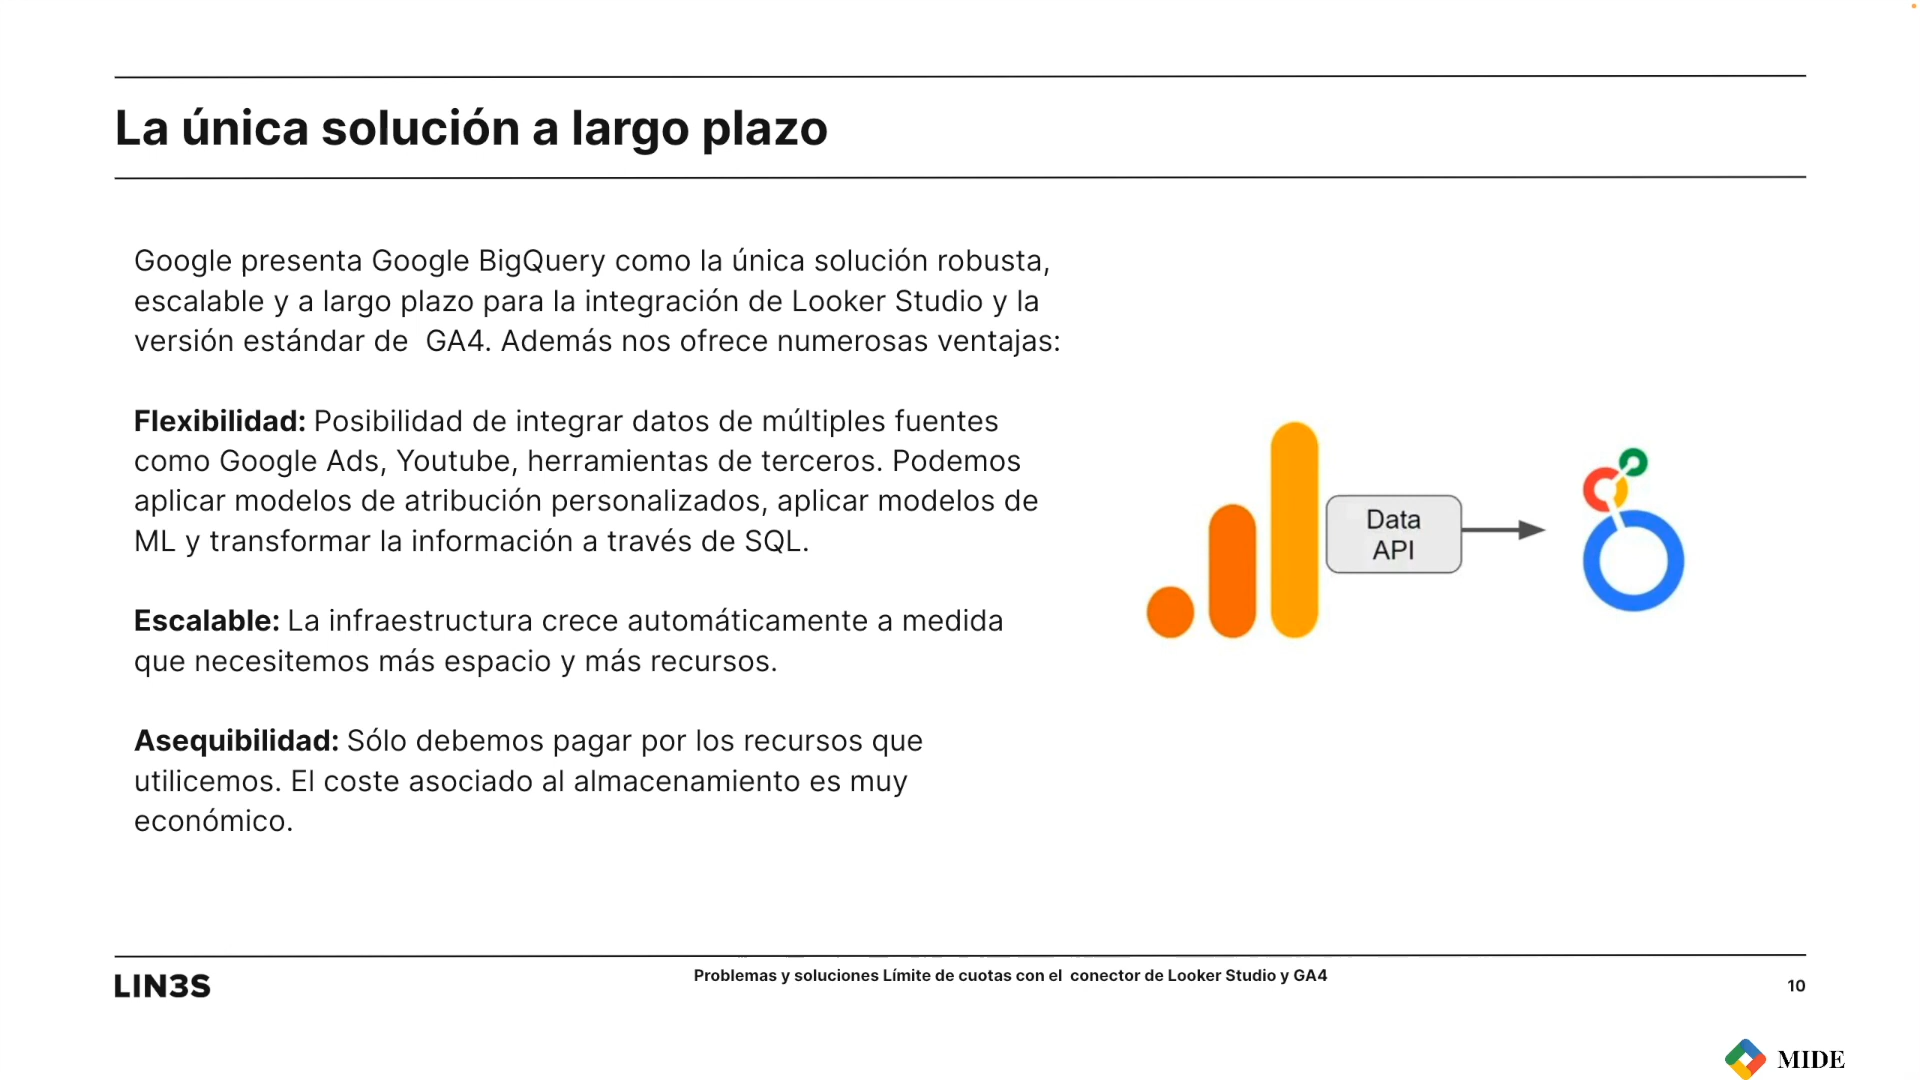 La única solución a largo plazo
Google presenta Google BigQuery como la única solución robusta,
escalable y a largo plazo para la integración de Looker Studio y la
versión estándar de  GA4. Además nos ofrece numerosas ventajas:
Flexibilidad: Posibilidad de integrar datos de múltiples fuentes
como Google Ads, Youtube, herramientas de terceros. Podemos
aplicar modelos de atribución personalizados, aplicar modelos de
ML y transformar la información a través de SQL.
Escalable: La infraestructura crece automáticamente a medida
que necesitemos más espacio y más recursos.
Asequibilidad: Sólo debemos pagar por los recursos que
utilicemos. El coste asociado al almacenamiento es muy
económico.
Data
API
LIN3S
Problemas y soluciones Límite de cuotas con el  conector de Looker Studio y GA4
10
MIDE